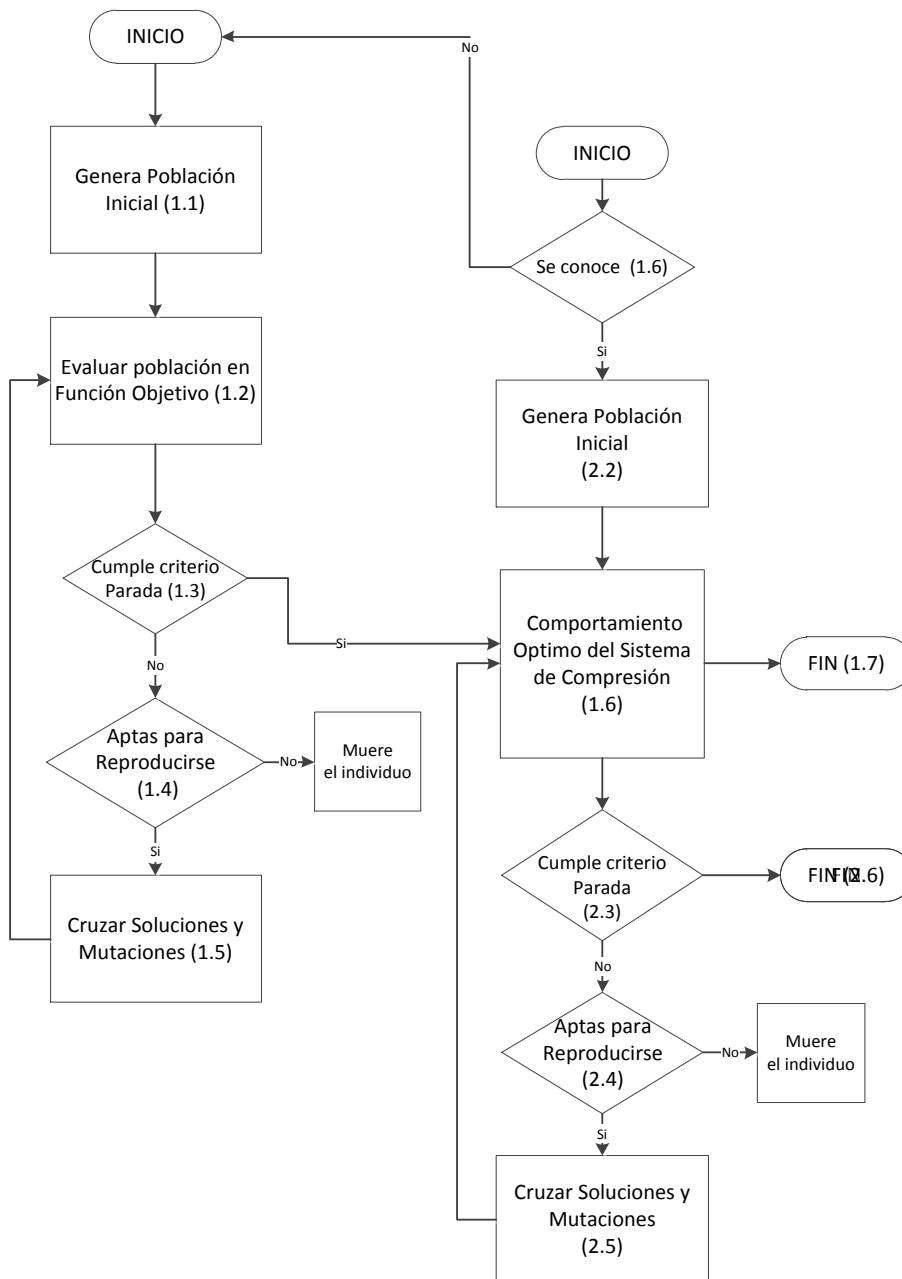 INICIO
No
Genera Población
Inicial (1.1)
INICIO
Se conoce (1.6)
Si
Evaluar población en
Función Objetivo (1.2)
Genera Población
Inicial
(2.2)
Cumple criterio
Parada (1.3)
Si
No
Comportamiento
Optimo del Sistema
de Compresión
(1.6)
FIN (1.7)
Aptas para
Reproducirse
(1.4)
No
Muere
el individuo
Si
Cruzar Soluciones y
Mutaciones (1.5)
Cumple criterio
Parada
(2.3)
FIN (2.6)
No
Aptas para
Reproducirse
(2.4)
No
Muere
el individuo
Si
Cruzar Soluciones y
Mutaciones
(2.5)